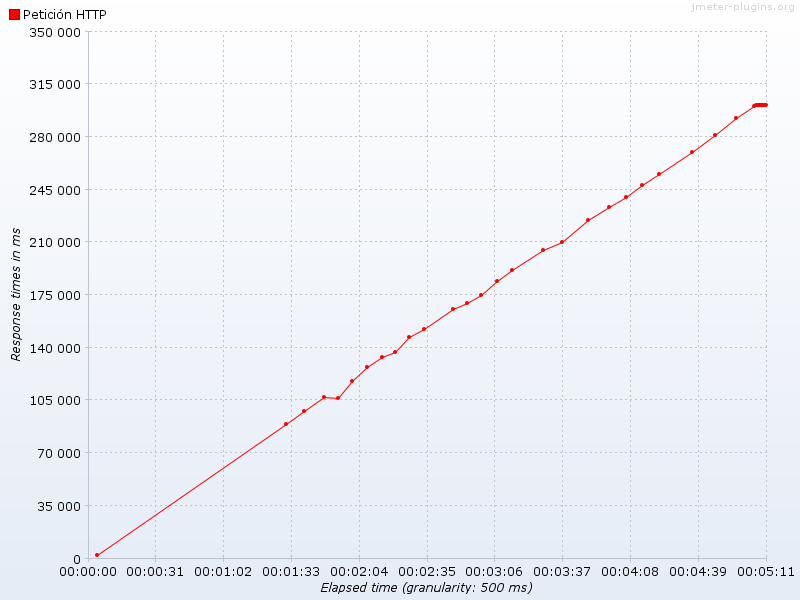 jmeter-plugins.org
Petición HTTP
350 000
315 000
280 000
245 000
210 000
175 000
140 000
105 000
70 000
35 000
0
Response times in ms
00:00:00 00:00:31 00:01:02 00:01:33 00:02:04 00:02:35 00:03:06 00:03:37 00:04:08 00:04:39 00:05:11
Elapsed time (granularity: 500 ms)